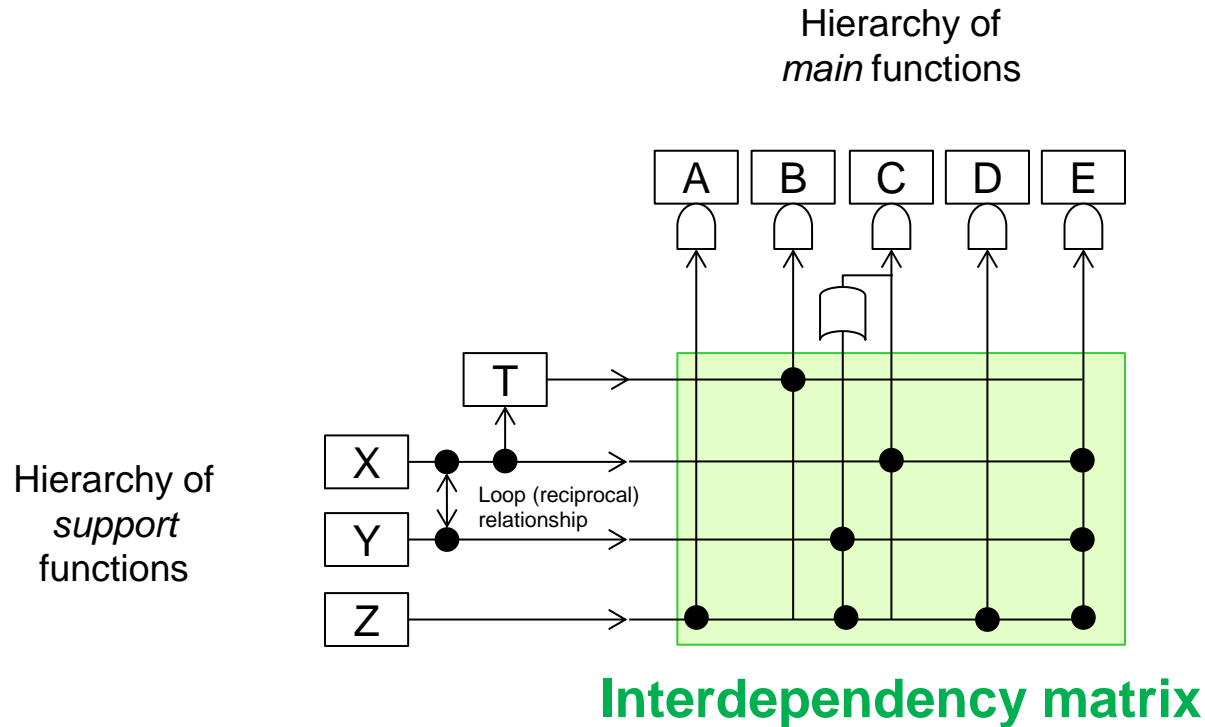 Hierarchy of
main functions
A
B
C
D
E
T
X
Loop (reciprocal)
relationship
Hierarchy of
support
functions
Y
Z
Interdependency matrix